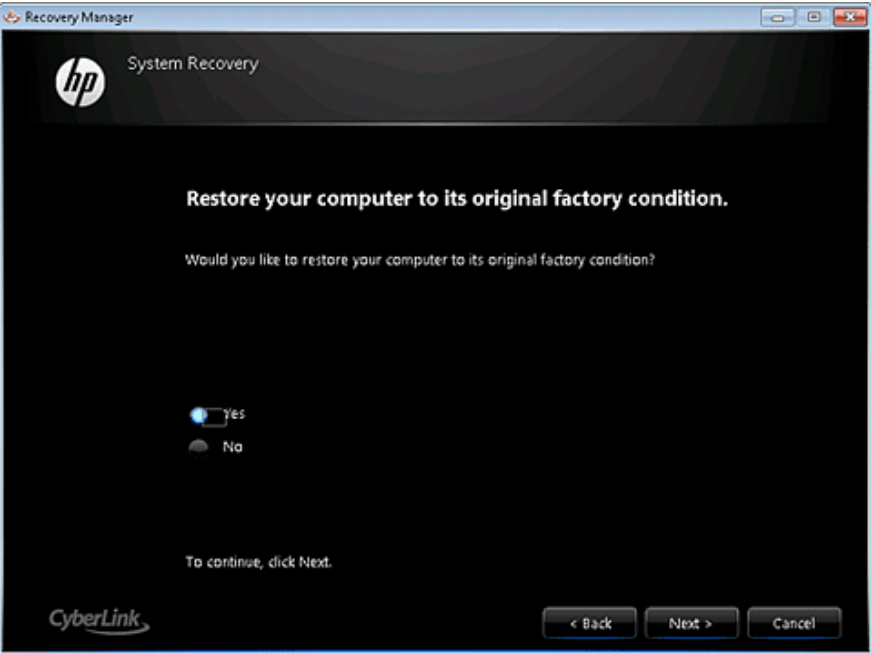 Recovery Manager
hp
System Recovery
Restore your computer to its original factory condition.
Would you like to restore your computer to its original factory condition?
Yes
No
To continue, click Next.
CyberLink
< Back
Next >
Cancel